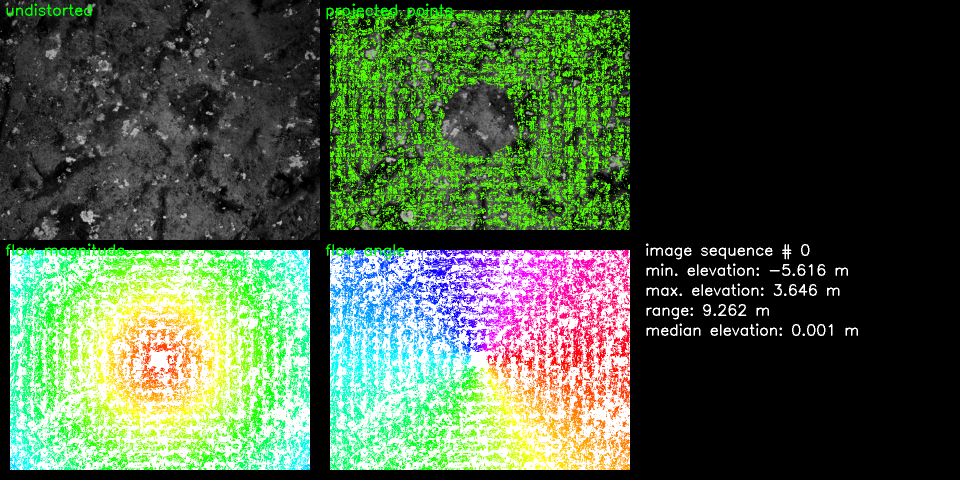 undistorted
projected points
flow magnitude
flow angle
image sequence # 0
min. elevation: -5.616 m
max. elevation: 3.646 m
range: 9.262 m
median elevation: 0.001 m